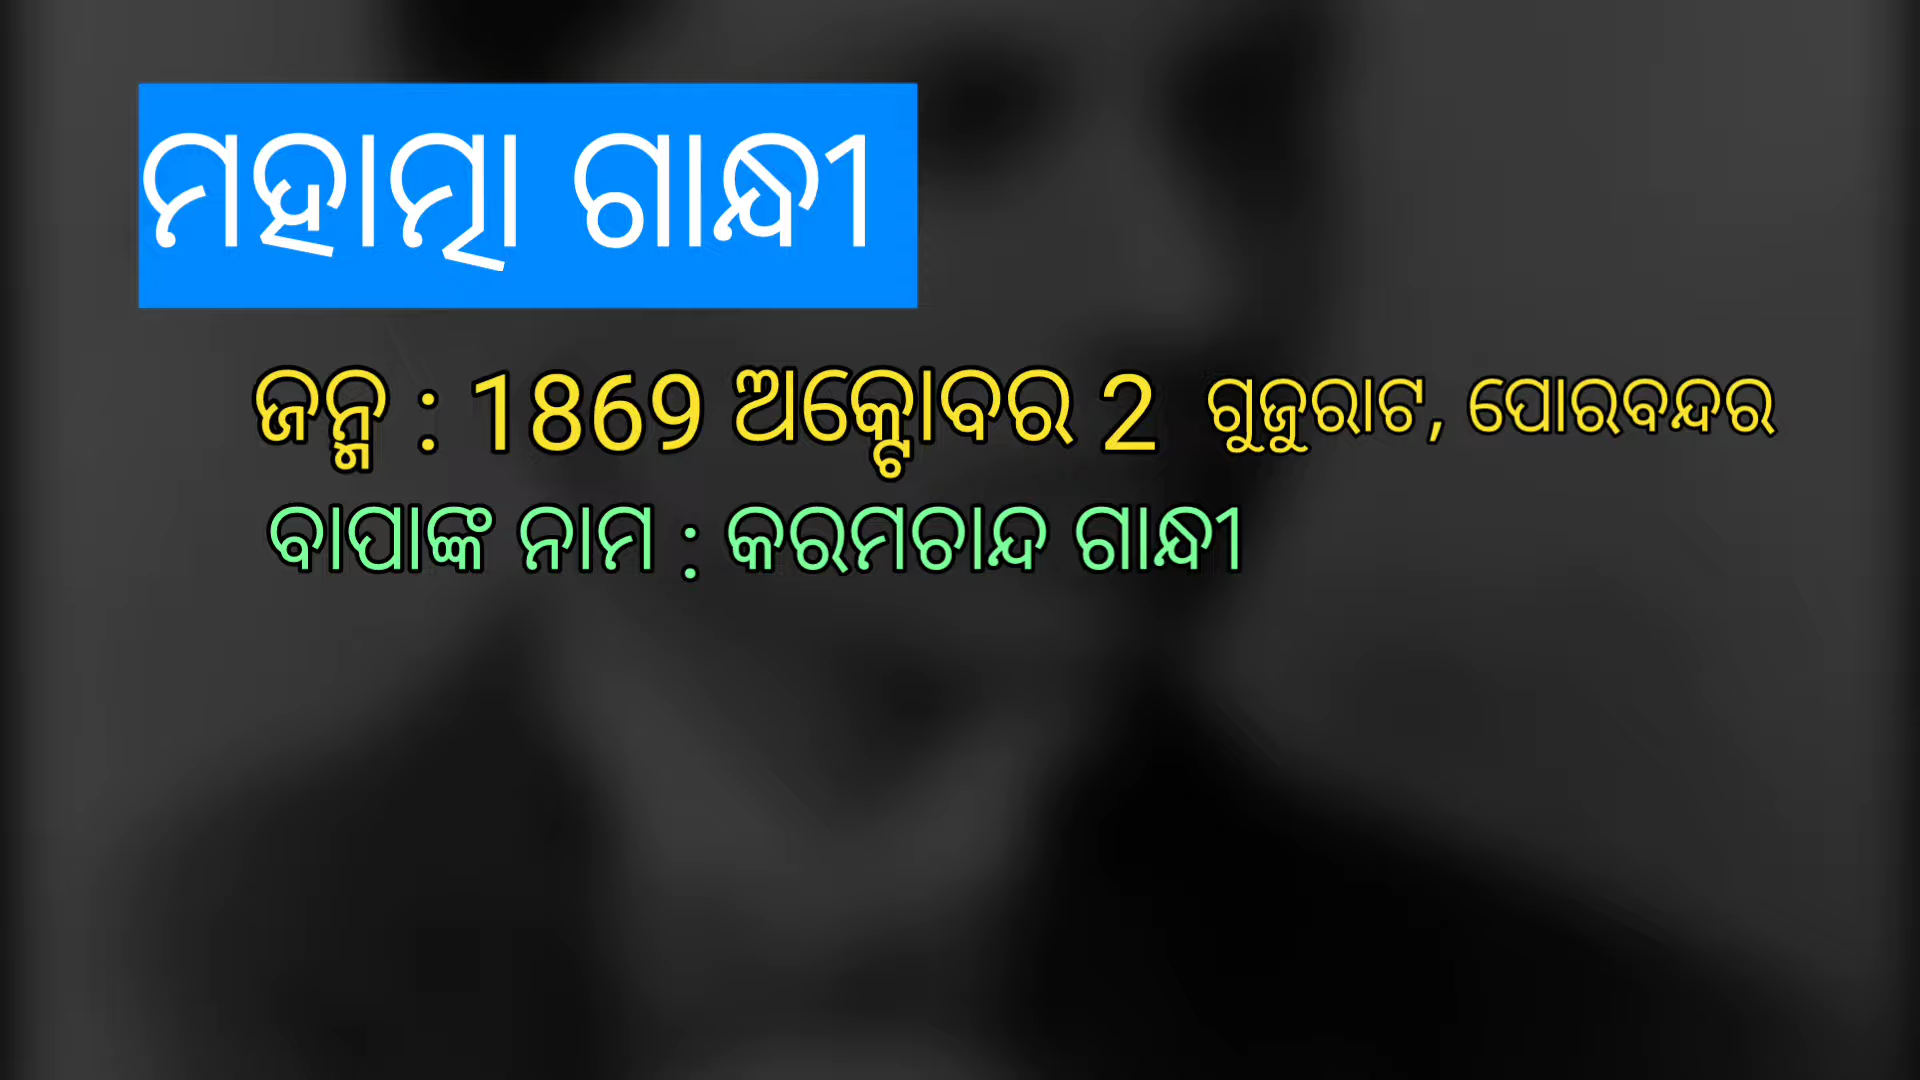 ମହାତ୍ମା ଗାନ୍ଧୀ
ଜନ୍ମ : 1869 ଅକ୍ଟୋବର 2 ଗୁଜୁରାଟ, ପୋରବନ୍ଦର
ବାପାଙ୍କ ନାମ : କରମଚାନ୍ଦ ଗାନ୍ଧୀ